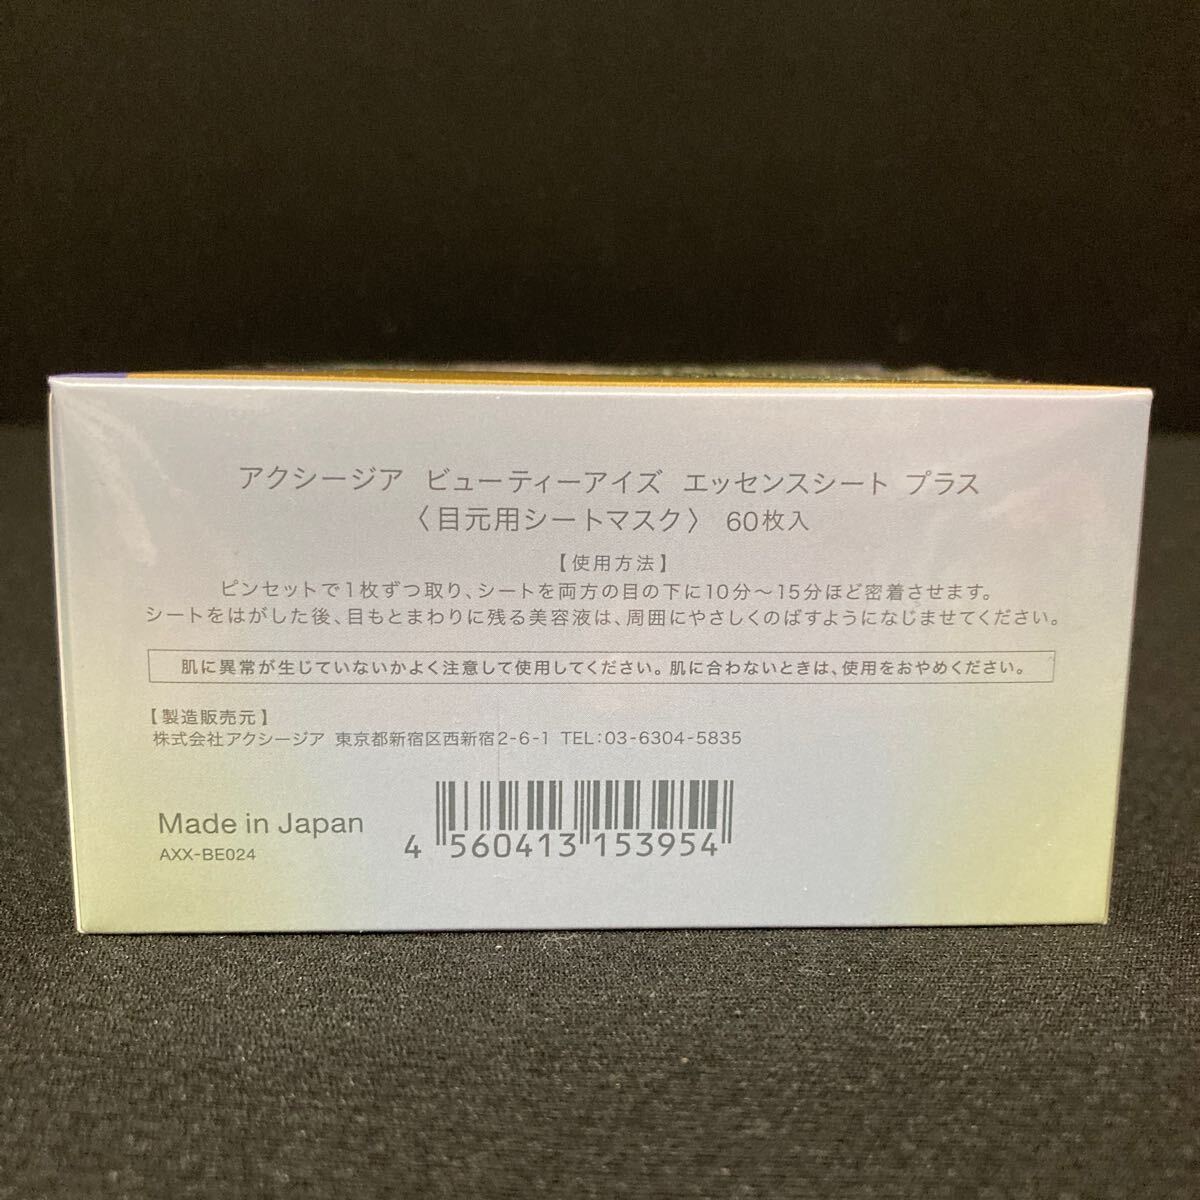 アクシージア ビューティーアイズ エッセンスシート プラス
〈目元用シートマスク〉 60枚入
【使用方法】
ピンセットで1枚ずつ取り、シートを両方の目の下に10分〜15分ほど密着させます。
シートをはがした後、目もとまわりに残る美容液は、周囲にやさしくのばすようになじませてください。
肌に異常が生じていないかよく注意して使用してください。肌に合わないときは、使用をおやめください。
【製造販売元】
株式会社アクシージア 東京都新宿区西新宿2-6-1 TEL:03-6304-5835
Made in Japan
AXX-BE024
4 560413 153954